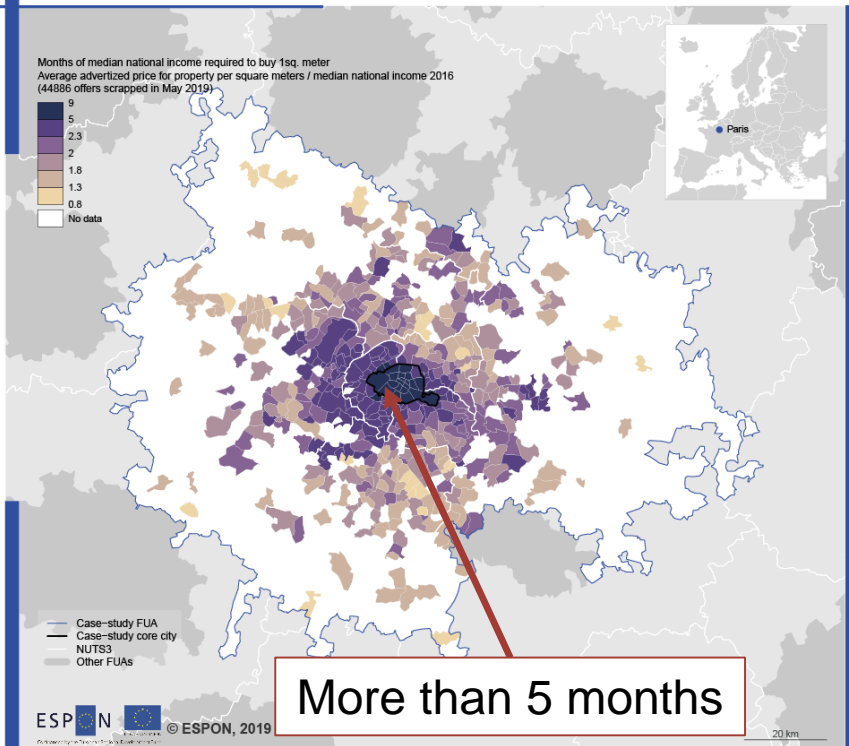 Months of median national income required to buy 1sq. meter
Average advertized price for property per square meters / median national income 2016
(44886 offers scrapped in May 2019)
9
5
2.3
2
1.8
1.3
0.8
No data
Paris
Case-study FUA
Case-study core city
NUTS3
Other FUAs
More than 5 months
ESPON
© ESPON, 2019
20 km